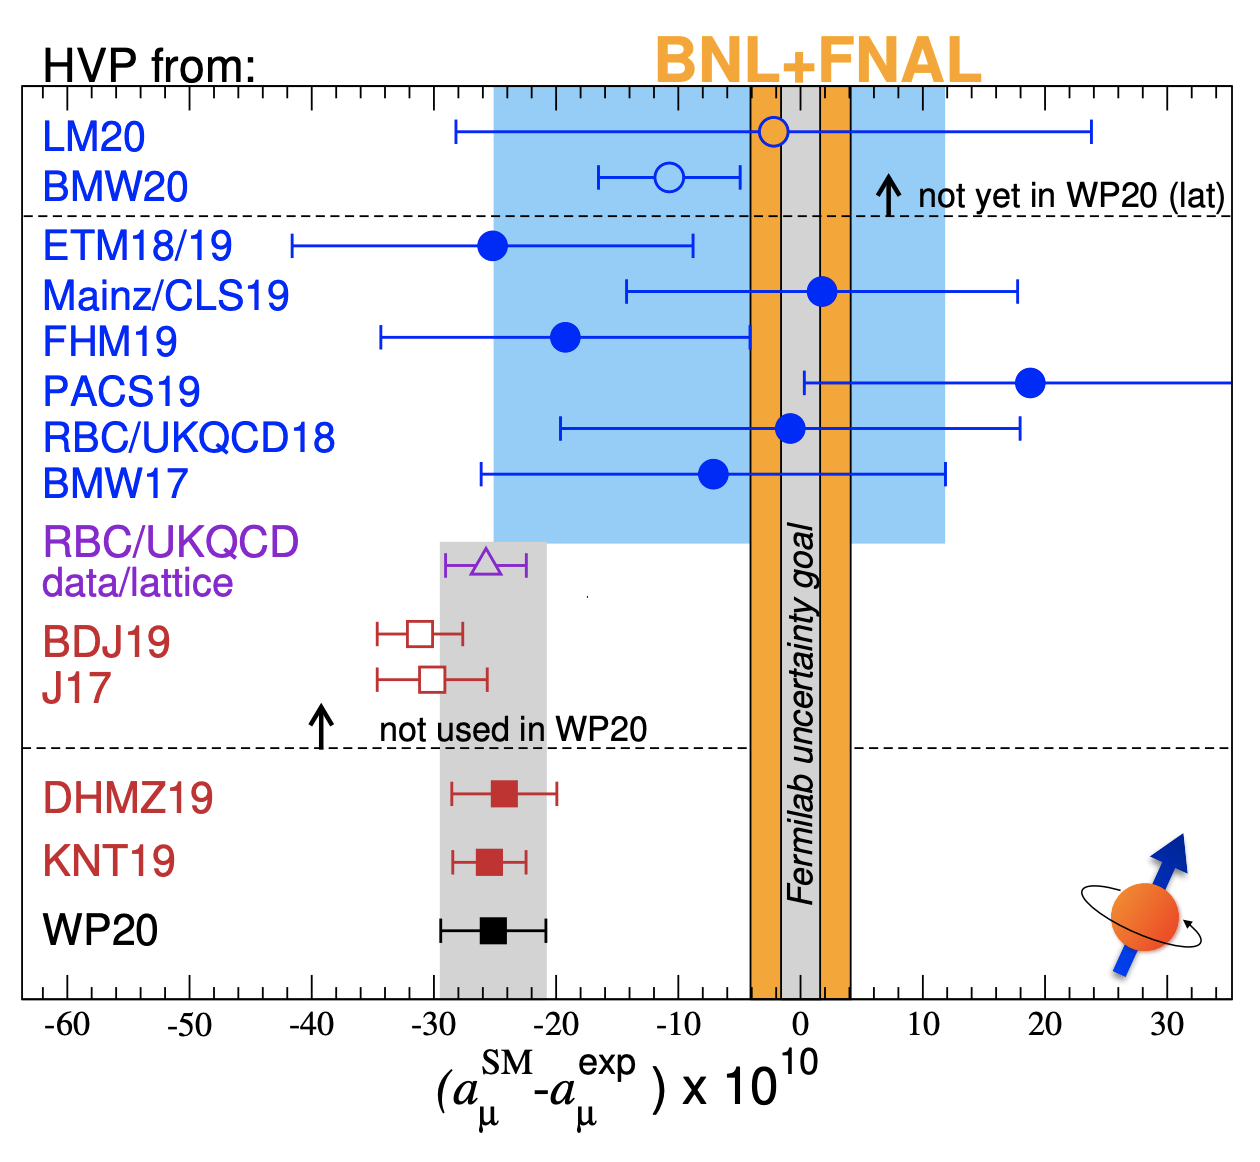 HVP from:
BNL+FNAL
LM20
BMW20
not yet in WP20 (lat)
ETM18/19
Mainz/CLS19
FHM19
PACS19
RBC/UKQCD18
BMW17
RBC/UKQCD
data/lattice
BDJ19
J17
not used in WP20
Fermilab uncertainty goal
DHMZ19
KNT19
WP20
-60 -50 -40 -30 -20 -10 0 10 20 30
(aμSM-aμexp) x 1010